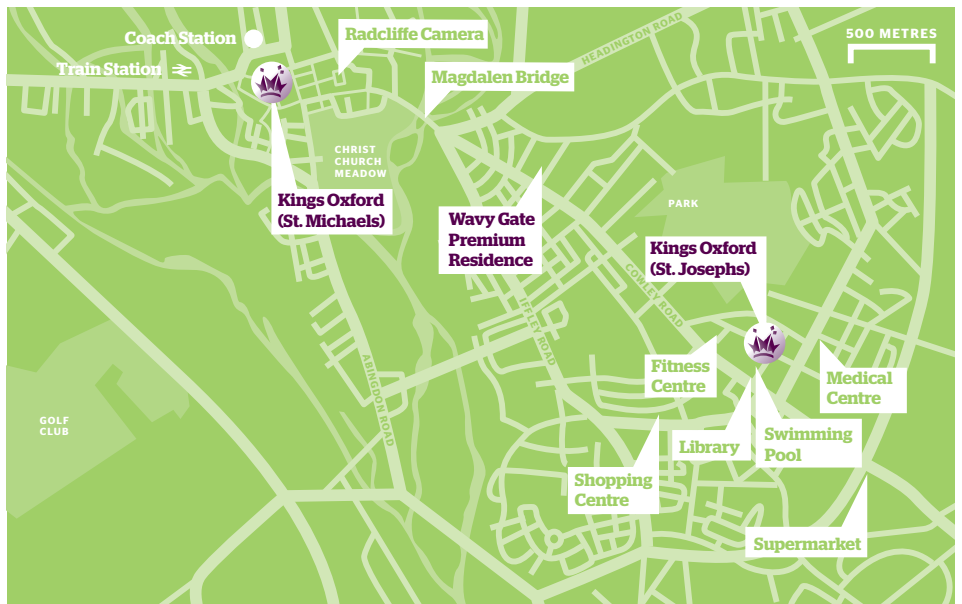 Coach Station
Train Station
Radcliffe Camera
Magdalen Bridge
HEADINGTON ROAD
500 METRES
CHRIST
CHURCH
MEADOW
PARK
Kings Oxford
(St. Michaels)
Wavy Gate
Premium
Residence
Kings Oxford
(St. Josephs)
COWLEY ROAD
IFFLEY ROAD
ABINGDON ROAD
GOLF
CLUB
Fitness
Centre
Medical
Centre
Library
Swimming
Pool
Shopping
Centre
Supermarket